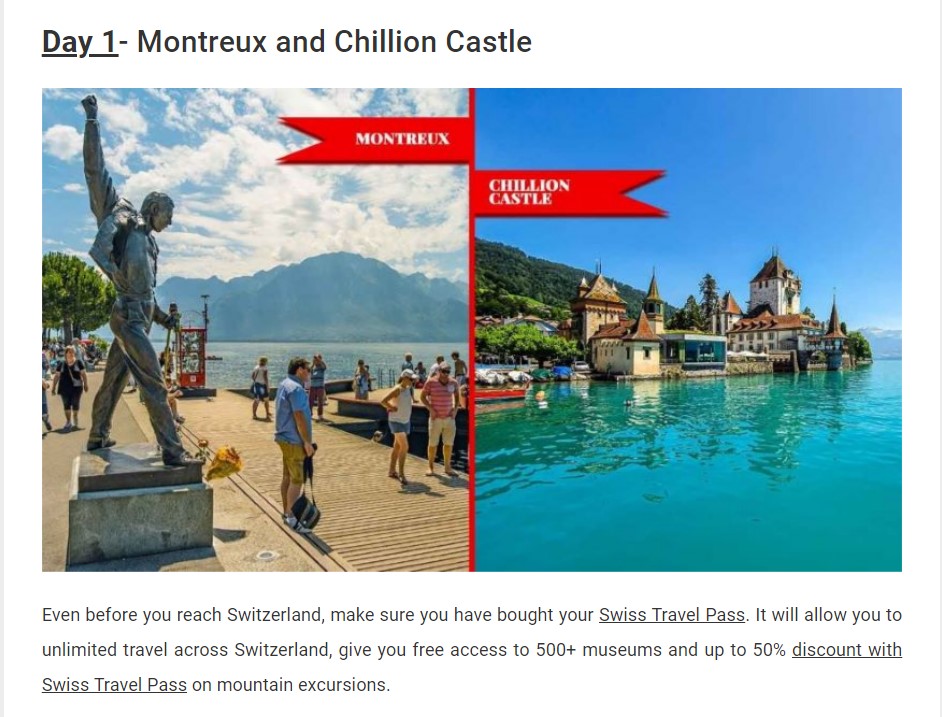 Day 1- Montreux and Chillion Castle
MONTREUX
CHILLION
CASTLE
Even before you reach Switzerland, make sure you have bought your Swiss Travel Pass. It will allow you to
unlimited travel across Switzerland, give you free access to 500+ museums and up to 50% discount with
Swiss Travel Pass on mountain excursions.